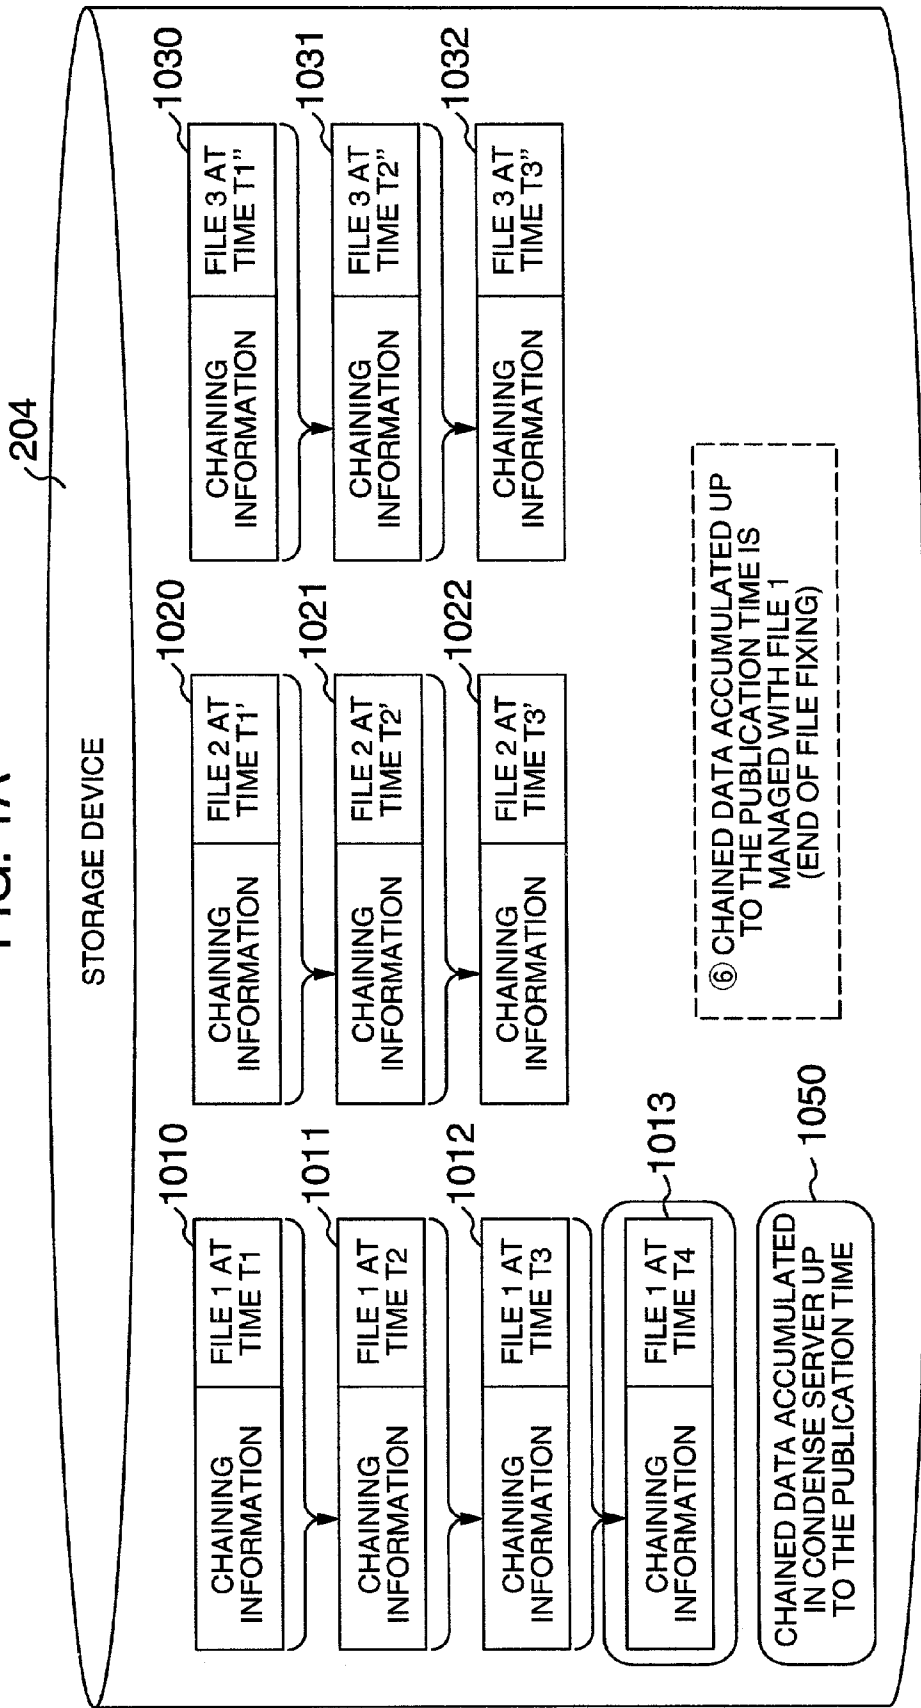 204
STORAGE DEVICE
1010
CHAINING
INFORMATION
FILE 1 AT
TIME T1
1011
CHAINING
INFORMATION
FILE 1 AT
TIME T2
1012
CHAINING
INFORMATION
FILE 1 AT
TIME T3
1013
CHAINING
INFORMATION
FILE 1 AT
TIME T4
1050
CHAINED DATA ACCUMULATED
IN CONDENSE SERVER UP
TO THE PUBLICATION TIME
1020
CHAINING
INFORMATION
FILE 2 AT
TIME T1'
1021
CHAINING
INFORMATION
FILE 2 AT
TIME T2'
1022
CHAINING
INFORMATION
FILE 2 AT
TIME T3'
1030
CHAINING
INFORMATION
FILE 3 AT
TIME T1"
1031
CHAINING
INFORMATION
FILE 3 AT
TIME T2"
1032
CHAINING
INFORMATION
FILE 3 AT
TIME T3"
⑥ CHAINED DATA ACCUMULATED UP
TO THE PUBLICATION TIME IS
MANAGED WITH FILE 1
(END OF FILE FIXING)